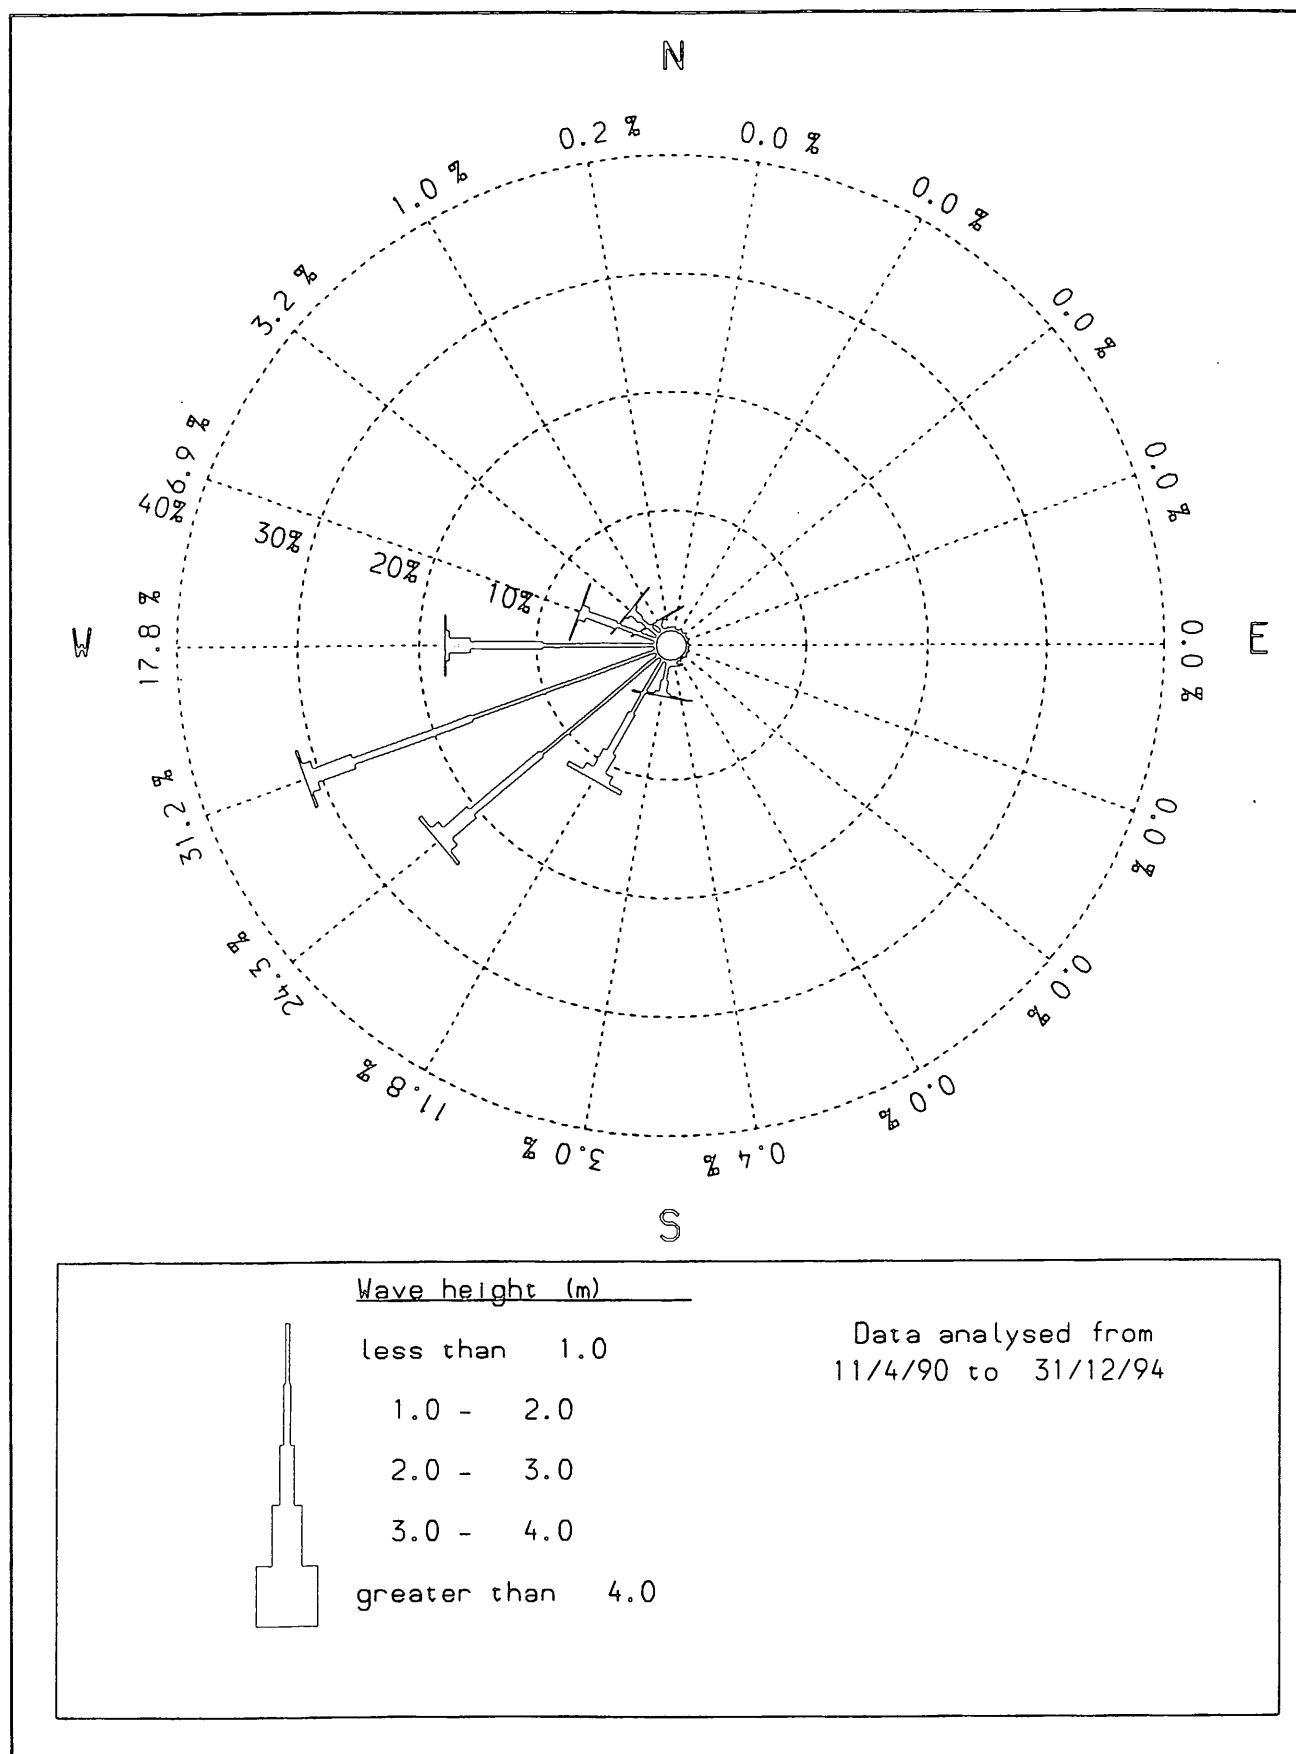 N
0.2 %
0.0 %
1.0 %
0.0 %
3.2 %
0.0 %
6.9 %
0.0 %
40%
30%
20%
10%
W
17.8 %
0.0 %
E
31.2 %
0.0 %
24.3 %
0.0 %
11.8 %
0.0 %
3.0 %
0.4 %
S
Wave height (m)
less than 1.0
1.0 - 2.0
2.0 - 3.0
3.0 - 4.0
greater than 4.0
Data analysed from
11/4/90 to 31/12/94